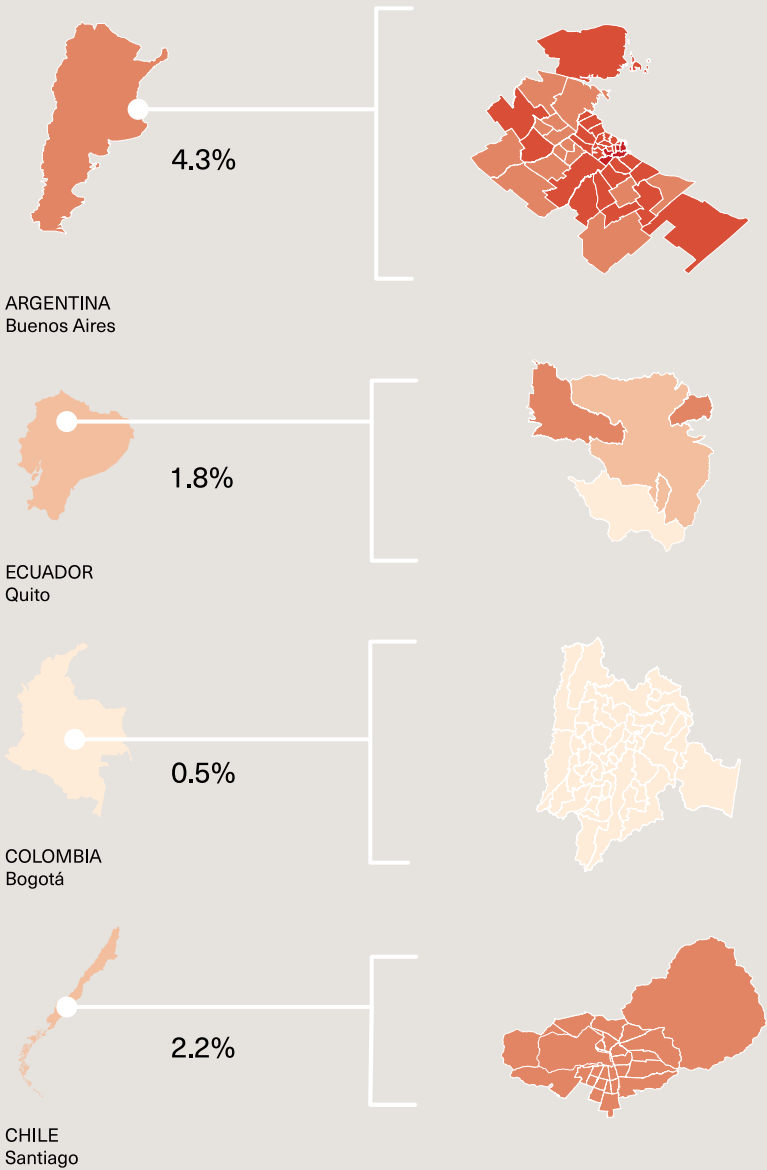 4.3%
ARGENTINA
Buenos Aires
1.8%
ECUADOR
Quito
0.5%
COLOMBIA
Bogotá
2.2%
CHILE
Santiago